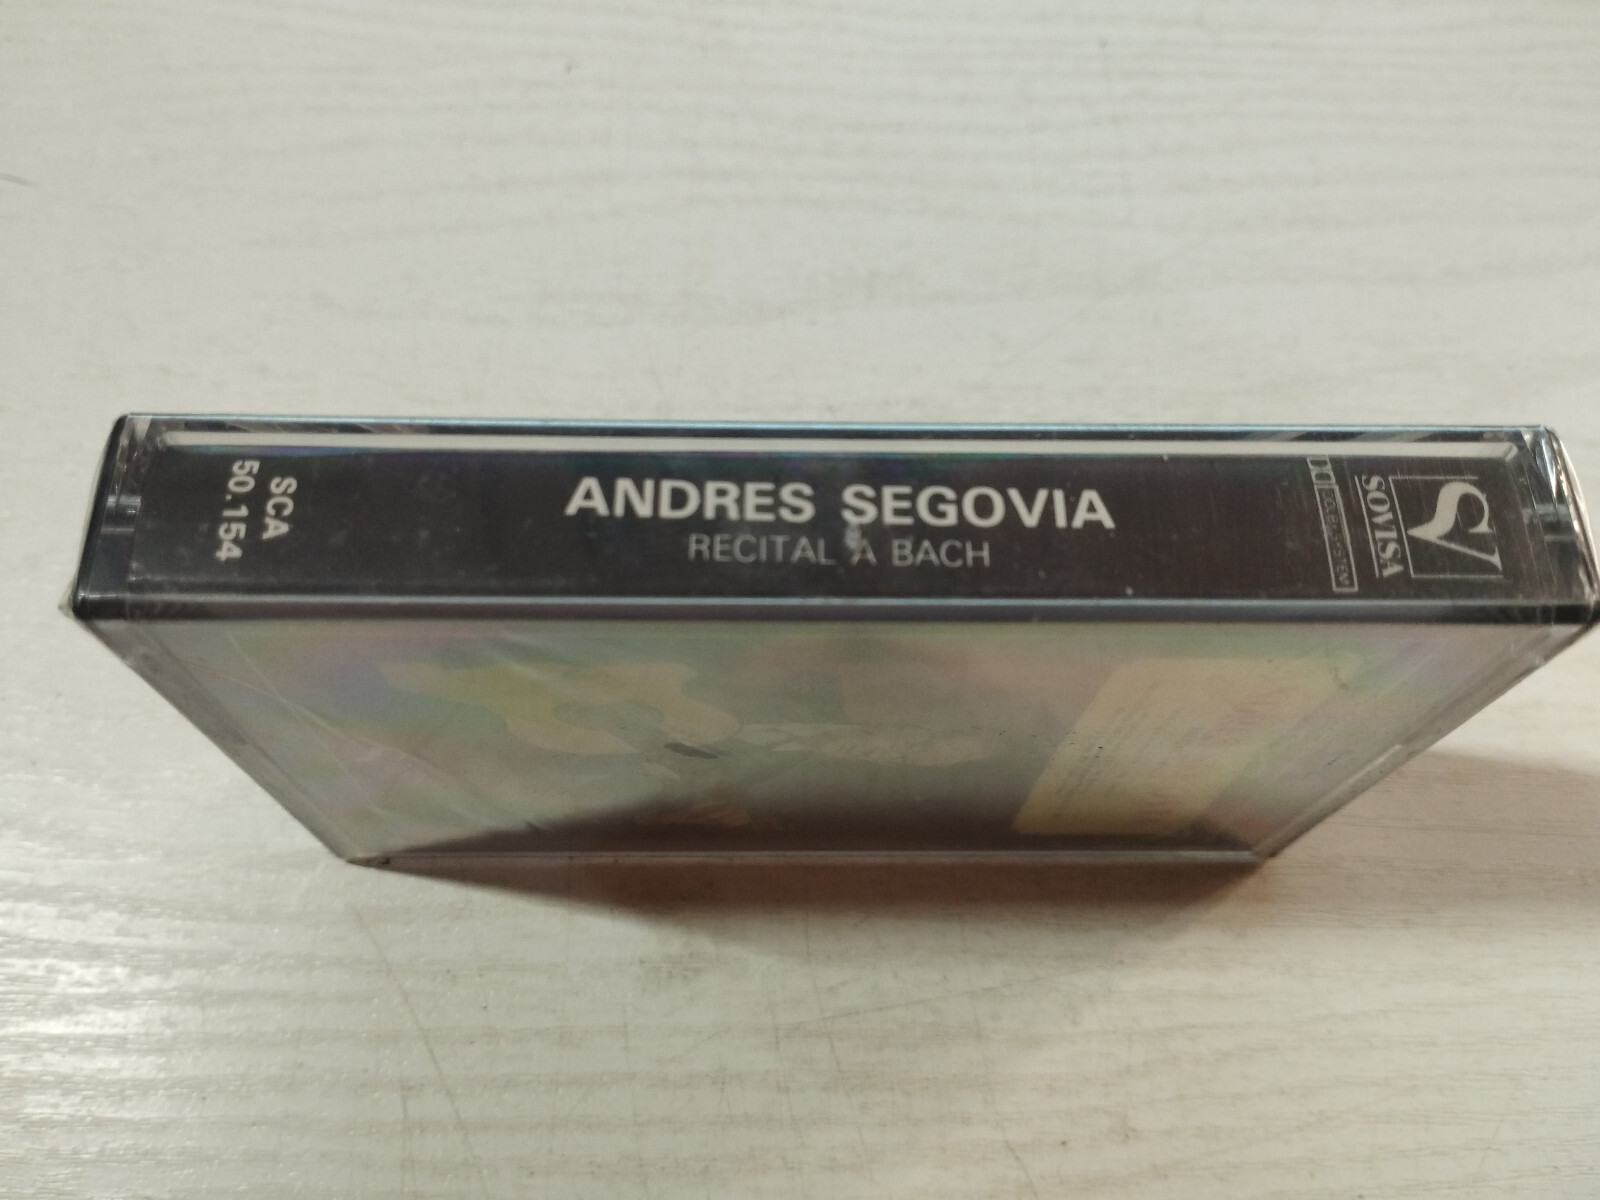 SCA
50.154
ANDRES SEGOVIA
RECITAL A BACH
SOVISA